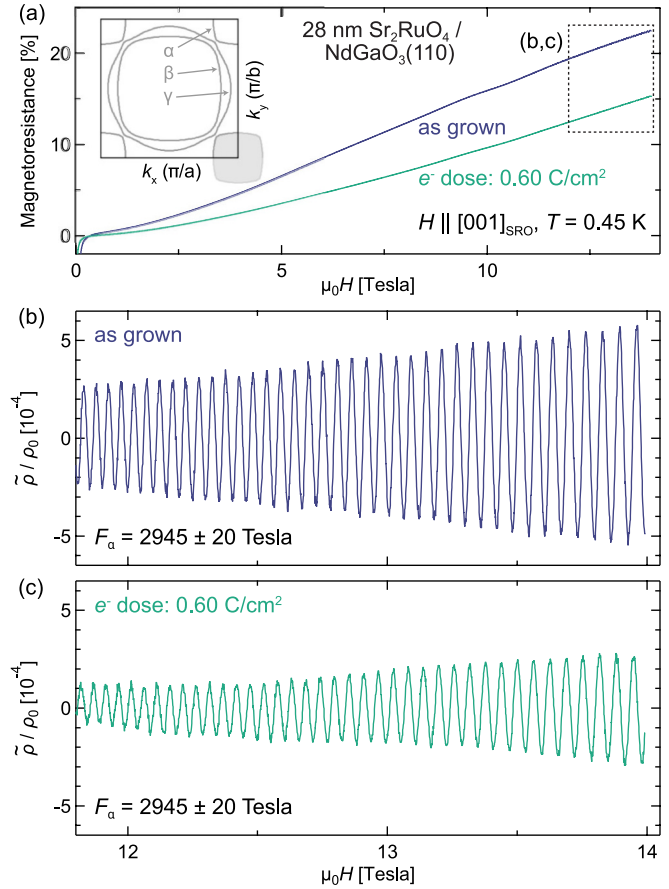 (a)
28 nm Sr₂RuO₄ /
NdGaO₃(110)
(b,c)
α
β
γ
k_y (π/b)
k_x (π/a)
as grown
e⁻ dose: 0.60 C/cm²
H || [001]_SRO, T = 0.45 K
Magnetoresistance [%]
20
10
0
0
5
10
μ₀H [Tesla]
(b)
as grown
ρ̃ / ρ₀ [10⁻⁴]
5
0
-5
F_α = 2945 ± 20 Tesla
(c)
e⁻ dose: 0.60 C/cm²
ρ̃ / ρ₀ [10⁻⁴]
5
0
-5
F_α = 2945 ± 20 Tesla
12
13
14
μ₀H [Tesla]